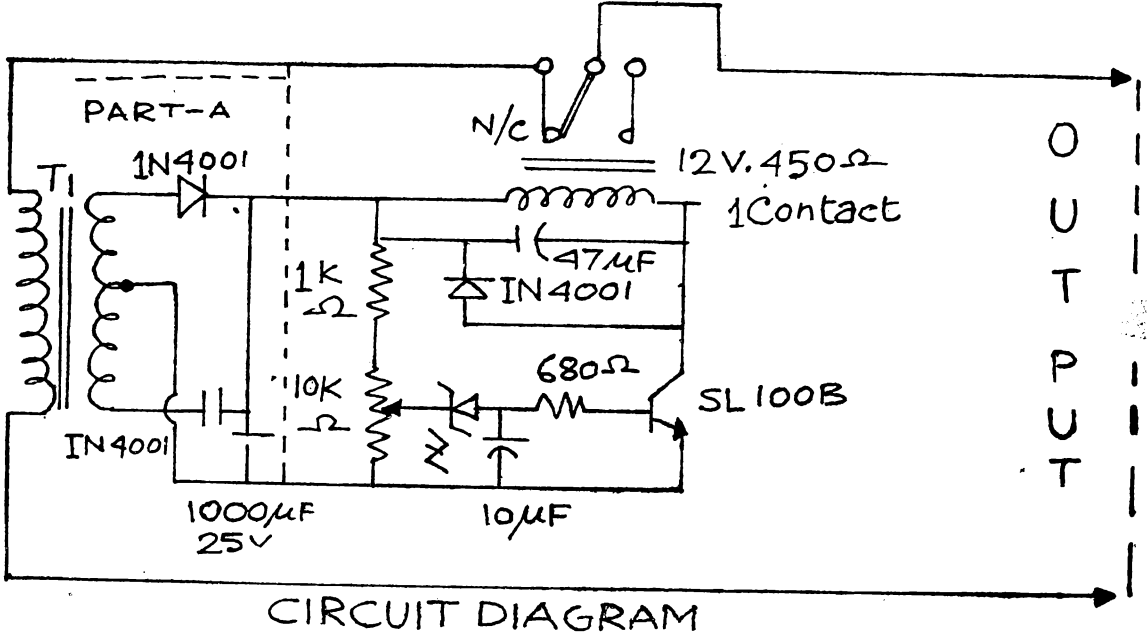 PART-A
N/C
1N4001
12V.450Ω
T1
1Contact
47μF
1K
Ω
IN4001
680Ω
10K
Ω
SL100B
IN4001
1000μF
25V
10μF
O
U
T
P
U
T
CIRCUIT DIAGRAM